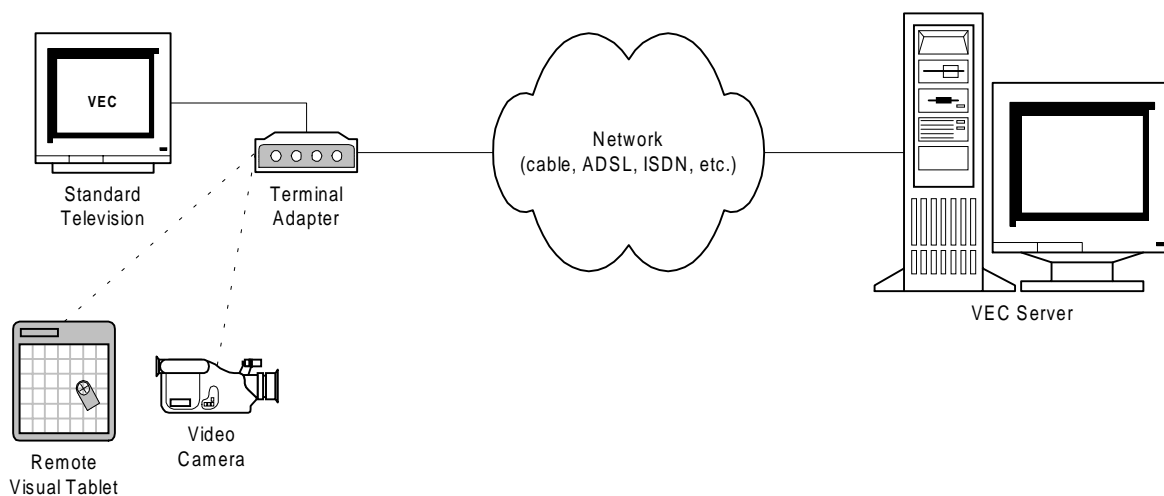 VEC
Standard
Television
Terminal
Adapter
Network
(cable, ADSL, ISDN, etc.)
VEC Server
Remote
Visual Tablet
Video
Camera